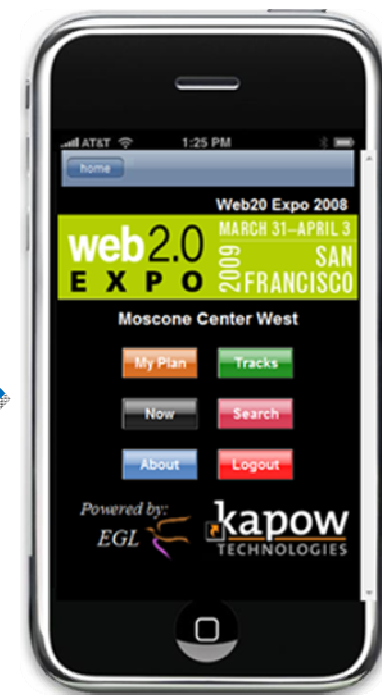 AT&T 1:25 PM
home
Web20 Expo 2008
web2.0 EXPO
2009 MARCH 31–APRIL 3 SAN FRANCISCO
Moscone Center West
My Plan Tracks
Now Search
About Logout
Powered by:
EGL
kapow
TECHNOLOGIES